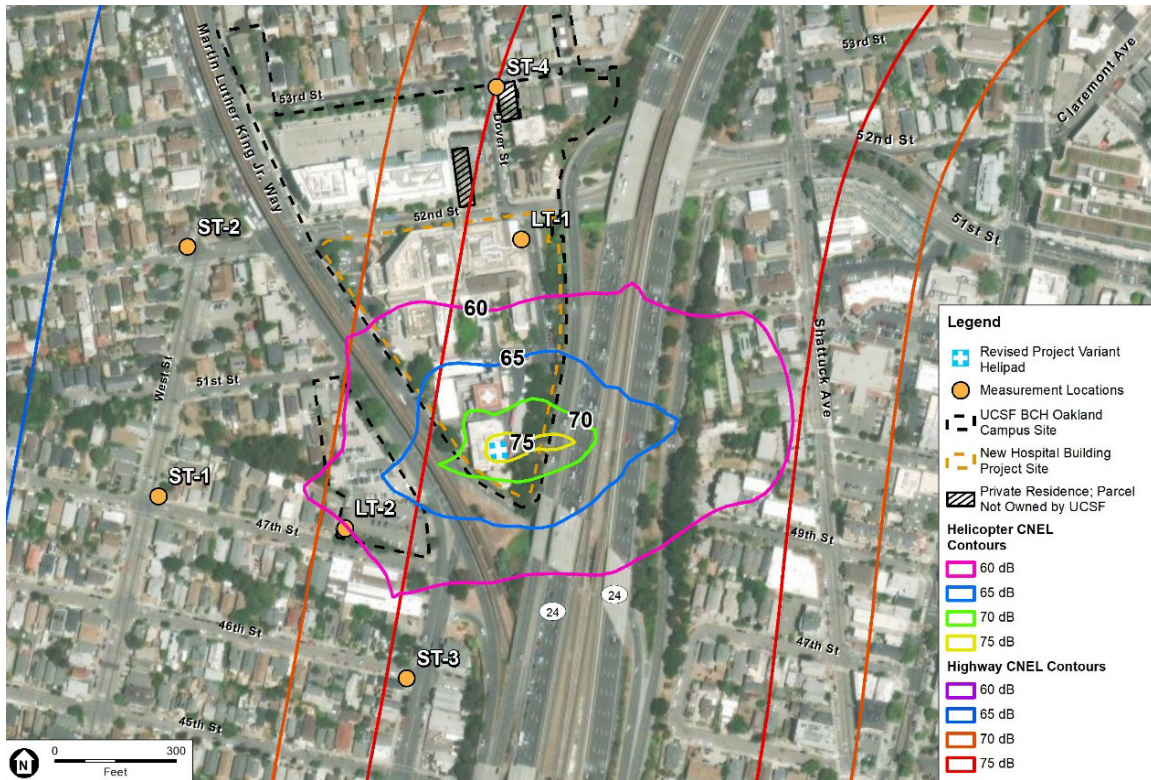 Martin Luther King Jr. Way
53rd St
ST-4
Dover St
53rd St
Claremont Ave
52nd St
51st St
ST-2
52nd St
LT-1
60
65
70
75
West St
51st St
Shattuck Ave
ST-1
47th St
LT-2
49th St
24
24
46th St
ST-3
47th St
45th St
N
0
300
Feet
Legend
Revised Project Variant
Helipad
Measurement Locations
UCSF BCH Oakland
Campus Site
New Hospital Building
Project Site
Private Residence; Parcel
Not Owned by UCSF
Helicopter CNEL
Contours
60 dB
65 dB
70 dB
75 dB
Highway CNEL Contours
60 dB
65 dB
70 dB
75 dB